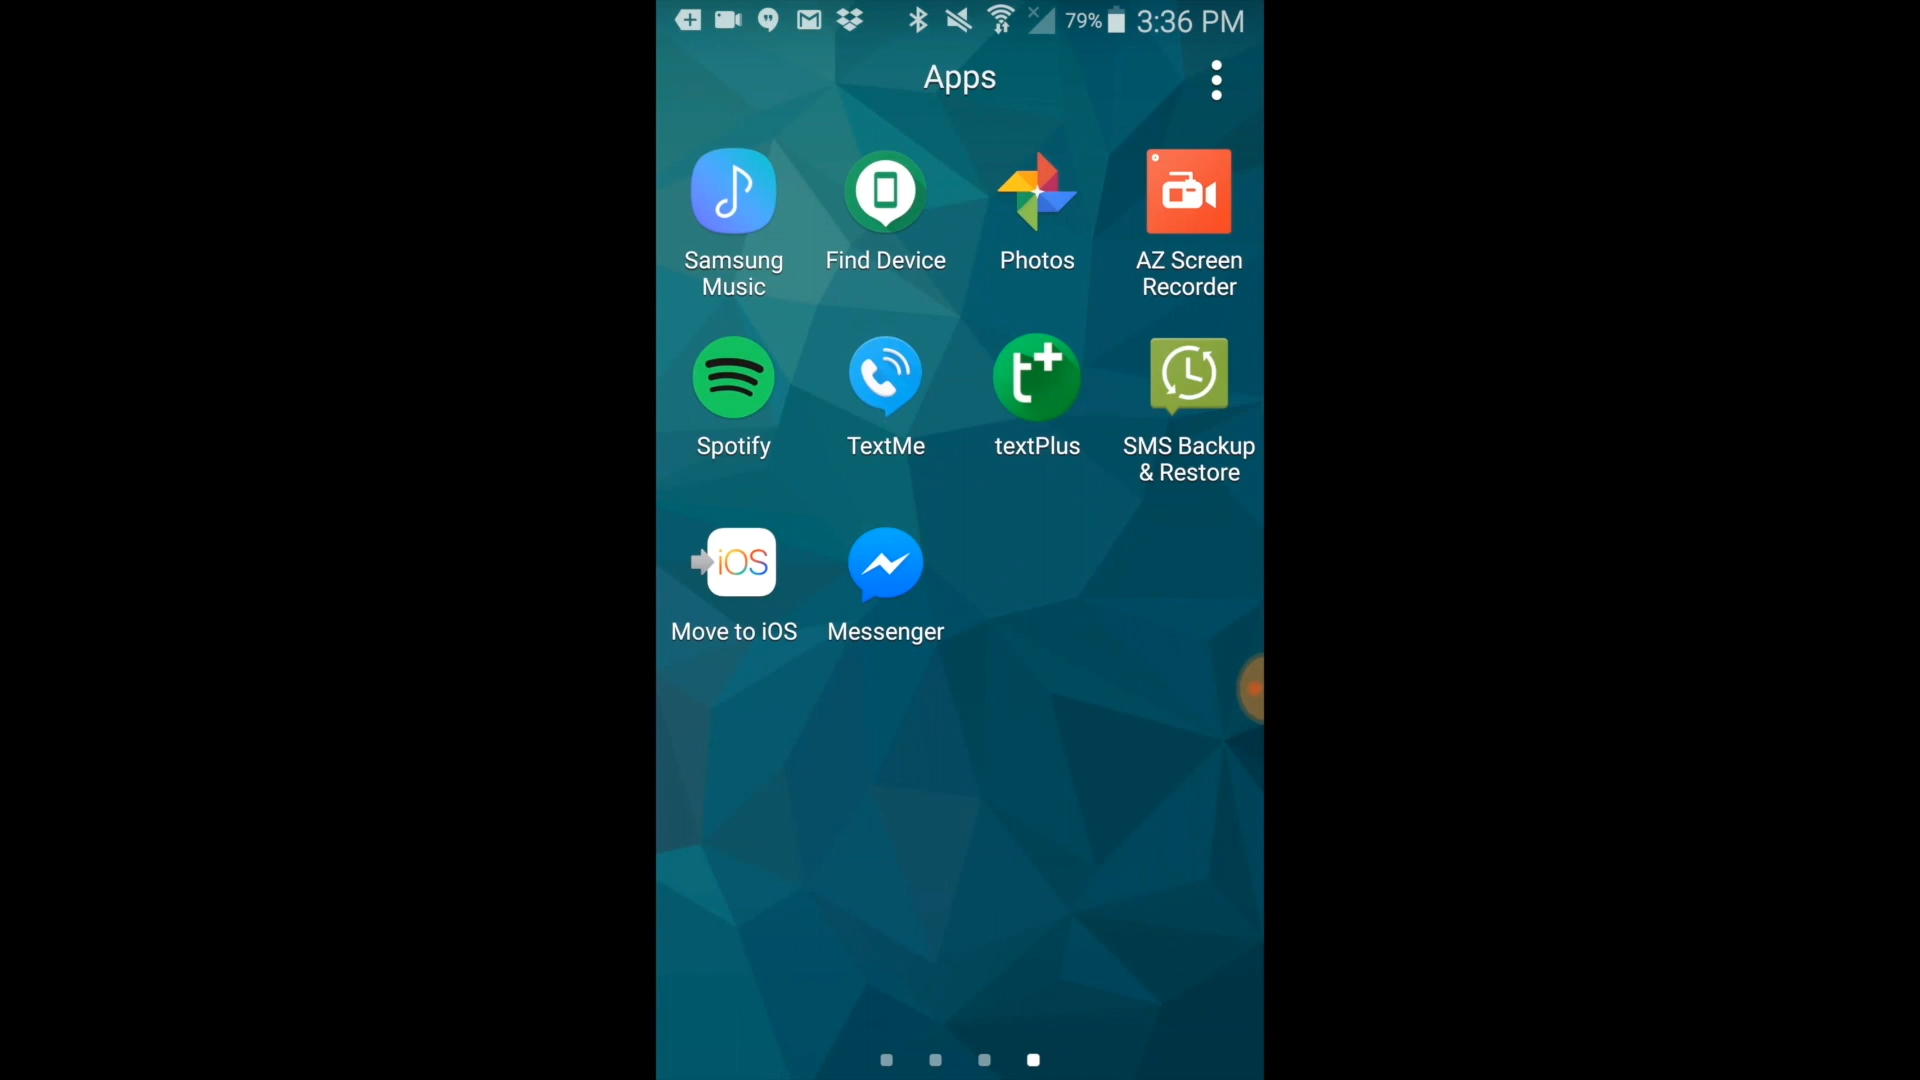 79% 3:36 PM
Apps
Samsung
Music
Find Device
Photos
AZ Screen
Recorder
Spotify
TextMe
t+
textPlus
SMS Backup
& Restore
iOS
Move to iOS
Messenger